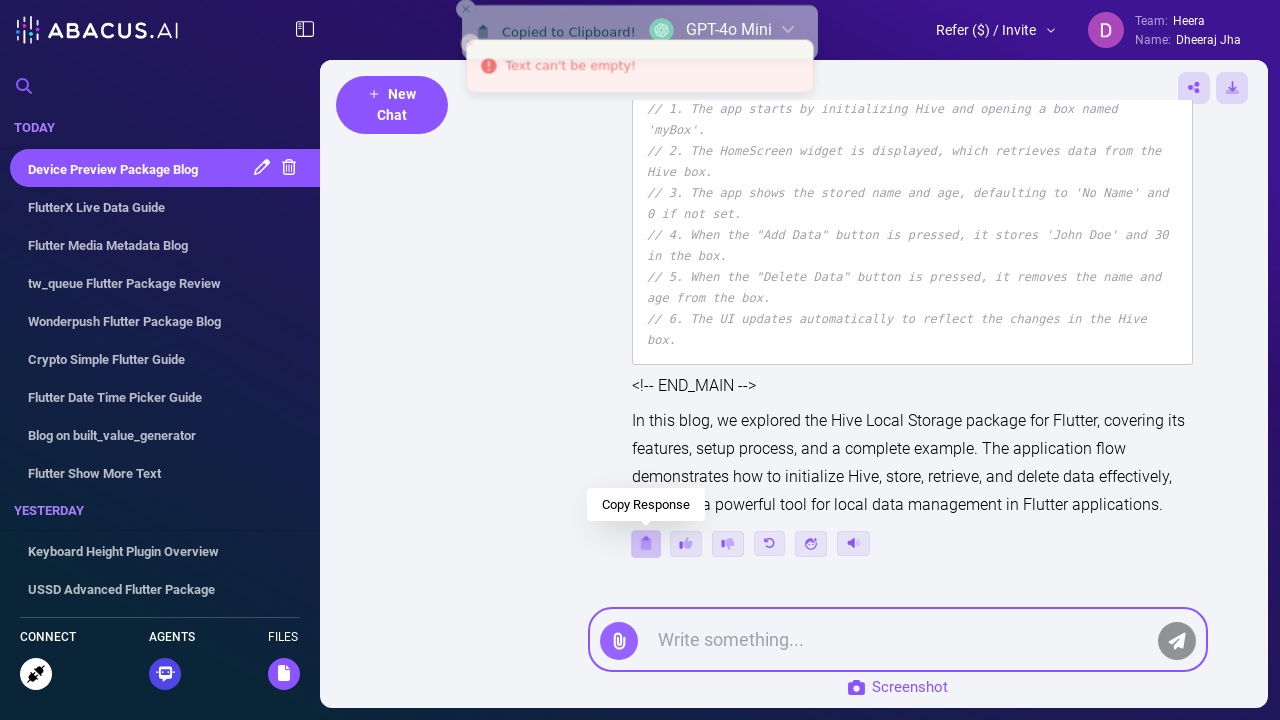 ABACUS.AI
Copied to Clipboard!
GPT-4o Mini
Text can't be empty!
Refer ($) / Invite
D
Team: Heera
Name: Dheeraj Jha
TODAY
Device Preview Package Blog
FlutterX Live Data Guide
Flutter Media Metadata Blog
tw_queue Flutter Package Review
Wonderpush Flutter Package Blog
Crypto Simple Flutter Guide
Flutter Date Time Picker Guide
Blog on built_value_generator
Flutter Show More Text
YESTERDAY
Keyboard Height Plugin Overview
USSD Advanced Flutter Package
CONNECT
AGENTS
FILES
+ New
Chat
// 1. The app starts by initializing Hive and opening a box named
'myBox'.
// 2. The HomeScreen widget is displayed, which retrieves data from the
Hive box.
// 3. The app shows the stored name and age, defaulting to 'No Name' and
0 if not set.
// 4. When the "Add Data" button is pressed, it stores 'John Doe' and 30
in the box.
// 5. When the "Delete Data" button is pressed, it removes the name and
age from the box.
// 6. The UI updates automatically to reflect the changes in the Hive
box.
<!-- END_MAIN -->
In this blog, we explored the Hive Local Storage package for Flutter, covering its
features, setup process, and a complete example. The application flow
demonstrates how to initialize Hive, store, retrieve, and delete data effectively,
a powerful tool for local data management in Flutter applications.
Copy Response
Write something...
Screenshot